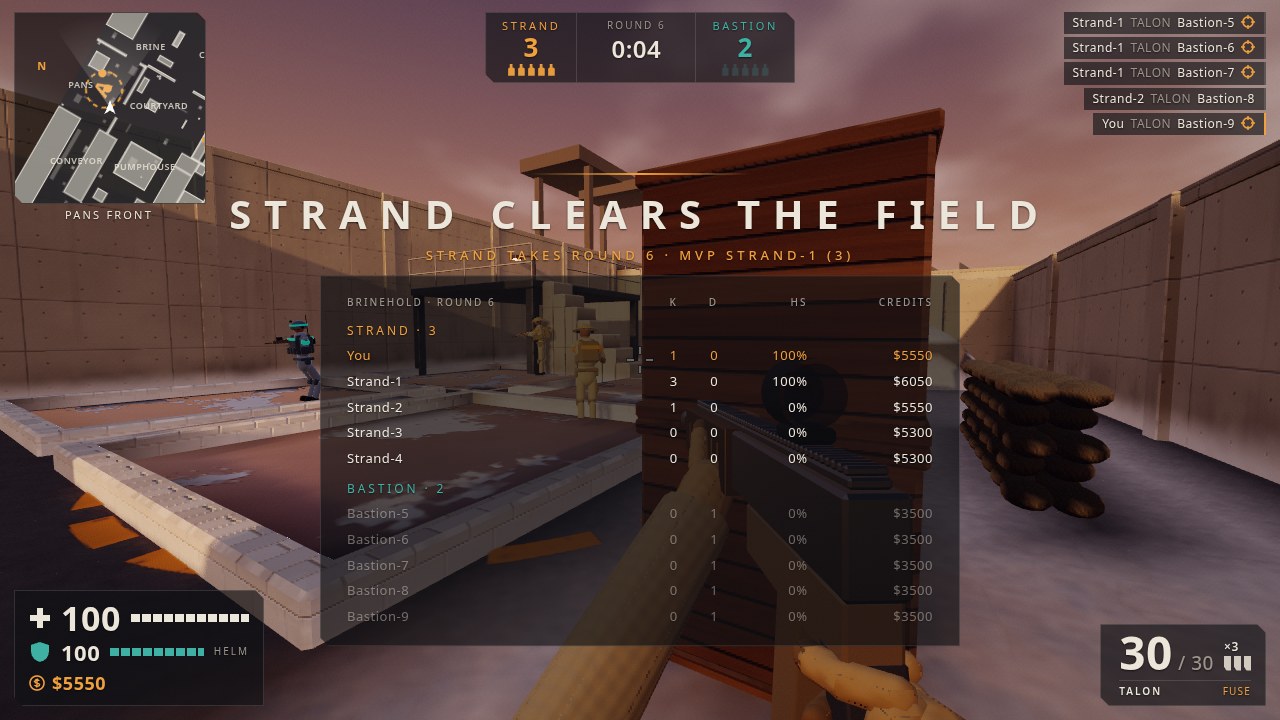 N
BRINE
C
PANS
A
COURTYARD
CONVEYOR
PUMPHOUSE
PANS FRONT
STRAND
3
ROUND 6
0:04
BASTION
2
Strand-1 TALON Bastion-5
Strand-1 TALON Bastion-6
Strand-1 TALON Bastion-7
Strand-2 TALON Bastion-8
You TALON Bastion-9
STRAND CLEARS THE FIELD
STRAND TAKES ROUND 6 · MVP STRAND-1 (3)
BRINEHOLD · ROUND 6 K D HS CREDITS
STRAND · 3
You 1 0 100% $5550
Strand-1 3 0 100% $6050
Strand-2 1 0 0% $5550
Strand-3 0 0 0% $5300
Strand-4 0 0 0% $5300
BASTION · 2
Bastion-5 0 1 0% $3500
Bastion-6 0 1 0% $3500
Bastion-7 0 1 0% $3500
Bastion-8 0 1 0% $3500
Bastion-9 0 1 0% $3500
100
100 HELM
$5550
30 / 30 ×3
TALON FUSE